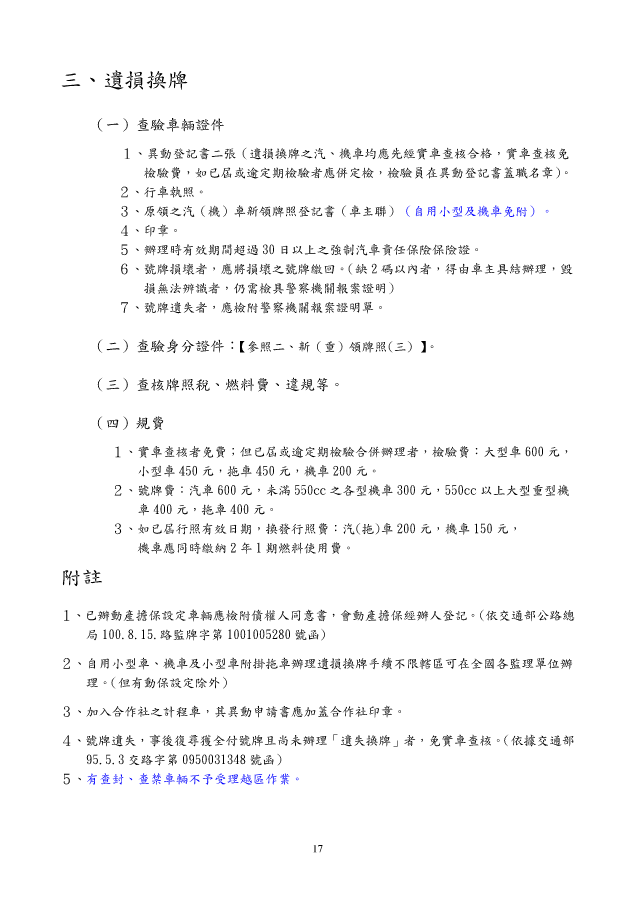 三、遺損換牌
（一）查驗車輛證件
１、異動登記書二張（遺損換牌之汽、機車均應先經實車查核合格，實車查核免
檢驗費，如已屆或逾定期檢驗者應併定檢，檢驗員在異動登記書蓋職名章）。
２、行車執照。
３、原領之汽（機）車新領牌照登記書（車主聯）（自用小型及機車免附）。
４、印章。
５、辦理時有效期間超過 30 日以上之強制汽車責任保險保險證。
６、號牌損壞者，應將損壞之號牌繳回。(缺 2 碼以內者，得由車主具結辦理，毀
損無法辨識者，仍需檢具警察機關報案證明)
７、號牌遺失者，應檢附警察機關報案證明單。
（二）查驗身分證件：【參照二、新（重）領牌照(三) 】。
（三）查核牌照稅、燃料費、違規等。
（四）規費
１、實車查核者免費；但已屆或逾定期檢驗合併辦理者，檢驗費：大型車 600 元，
小型車 450 元，拖車 450 元，機車 200 元。
２、號牌費：汽車 600 元，未滿 550cc 之各型機車 300 元，550cc 以上大型重型機
車 400 元，拖車 400 元。
３、如已屆行照有效日期，換發行照費：汽(拖)車 200 元，機車 150 元，
機車應同時繳納 2 年 1 期燃料使用費。
附註
１、已辦動產擔保設定車輛應檢附債權人同意書，會動產擔保經辦人登記。(依交通部公路總
局 100.8.15.路監牌字第 1001005280 號函)
２、自用小型車、機車及小型車附掛拖車辦理遺損換牌手續不限轄區可在全國各監理單位辦
理。(但有動保設定除外)
３、加入合作社之計程車，其異動申請書應加蓋合作社印章。
４、號牌遺失，事後復尋獲全付號牌且尚未辦理「遺失換牌」者，免實車查核。(依據交通部
95.5.3 交路字第 0950031348 號函)
５、有查封、查禁車輛不予受理越區作業。
17